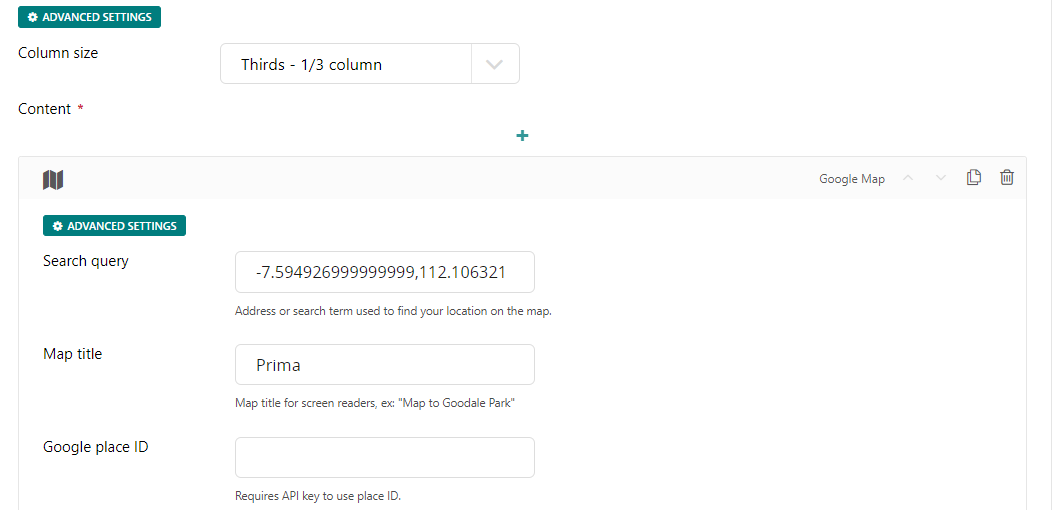 ADVANCED SETTINGS
Column size
Thirds - 1/3 column
Content *
+
Google Map
ADVANCED SETTINGS
Search query
-7.594926999999999,112.106321
Address or search term used to find your location on the map.
Map title
Prima
Map title for screen readers, ex: "Map to Goodale Park"
Google place ID
Requires API key to use place ID.